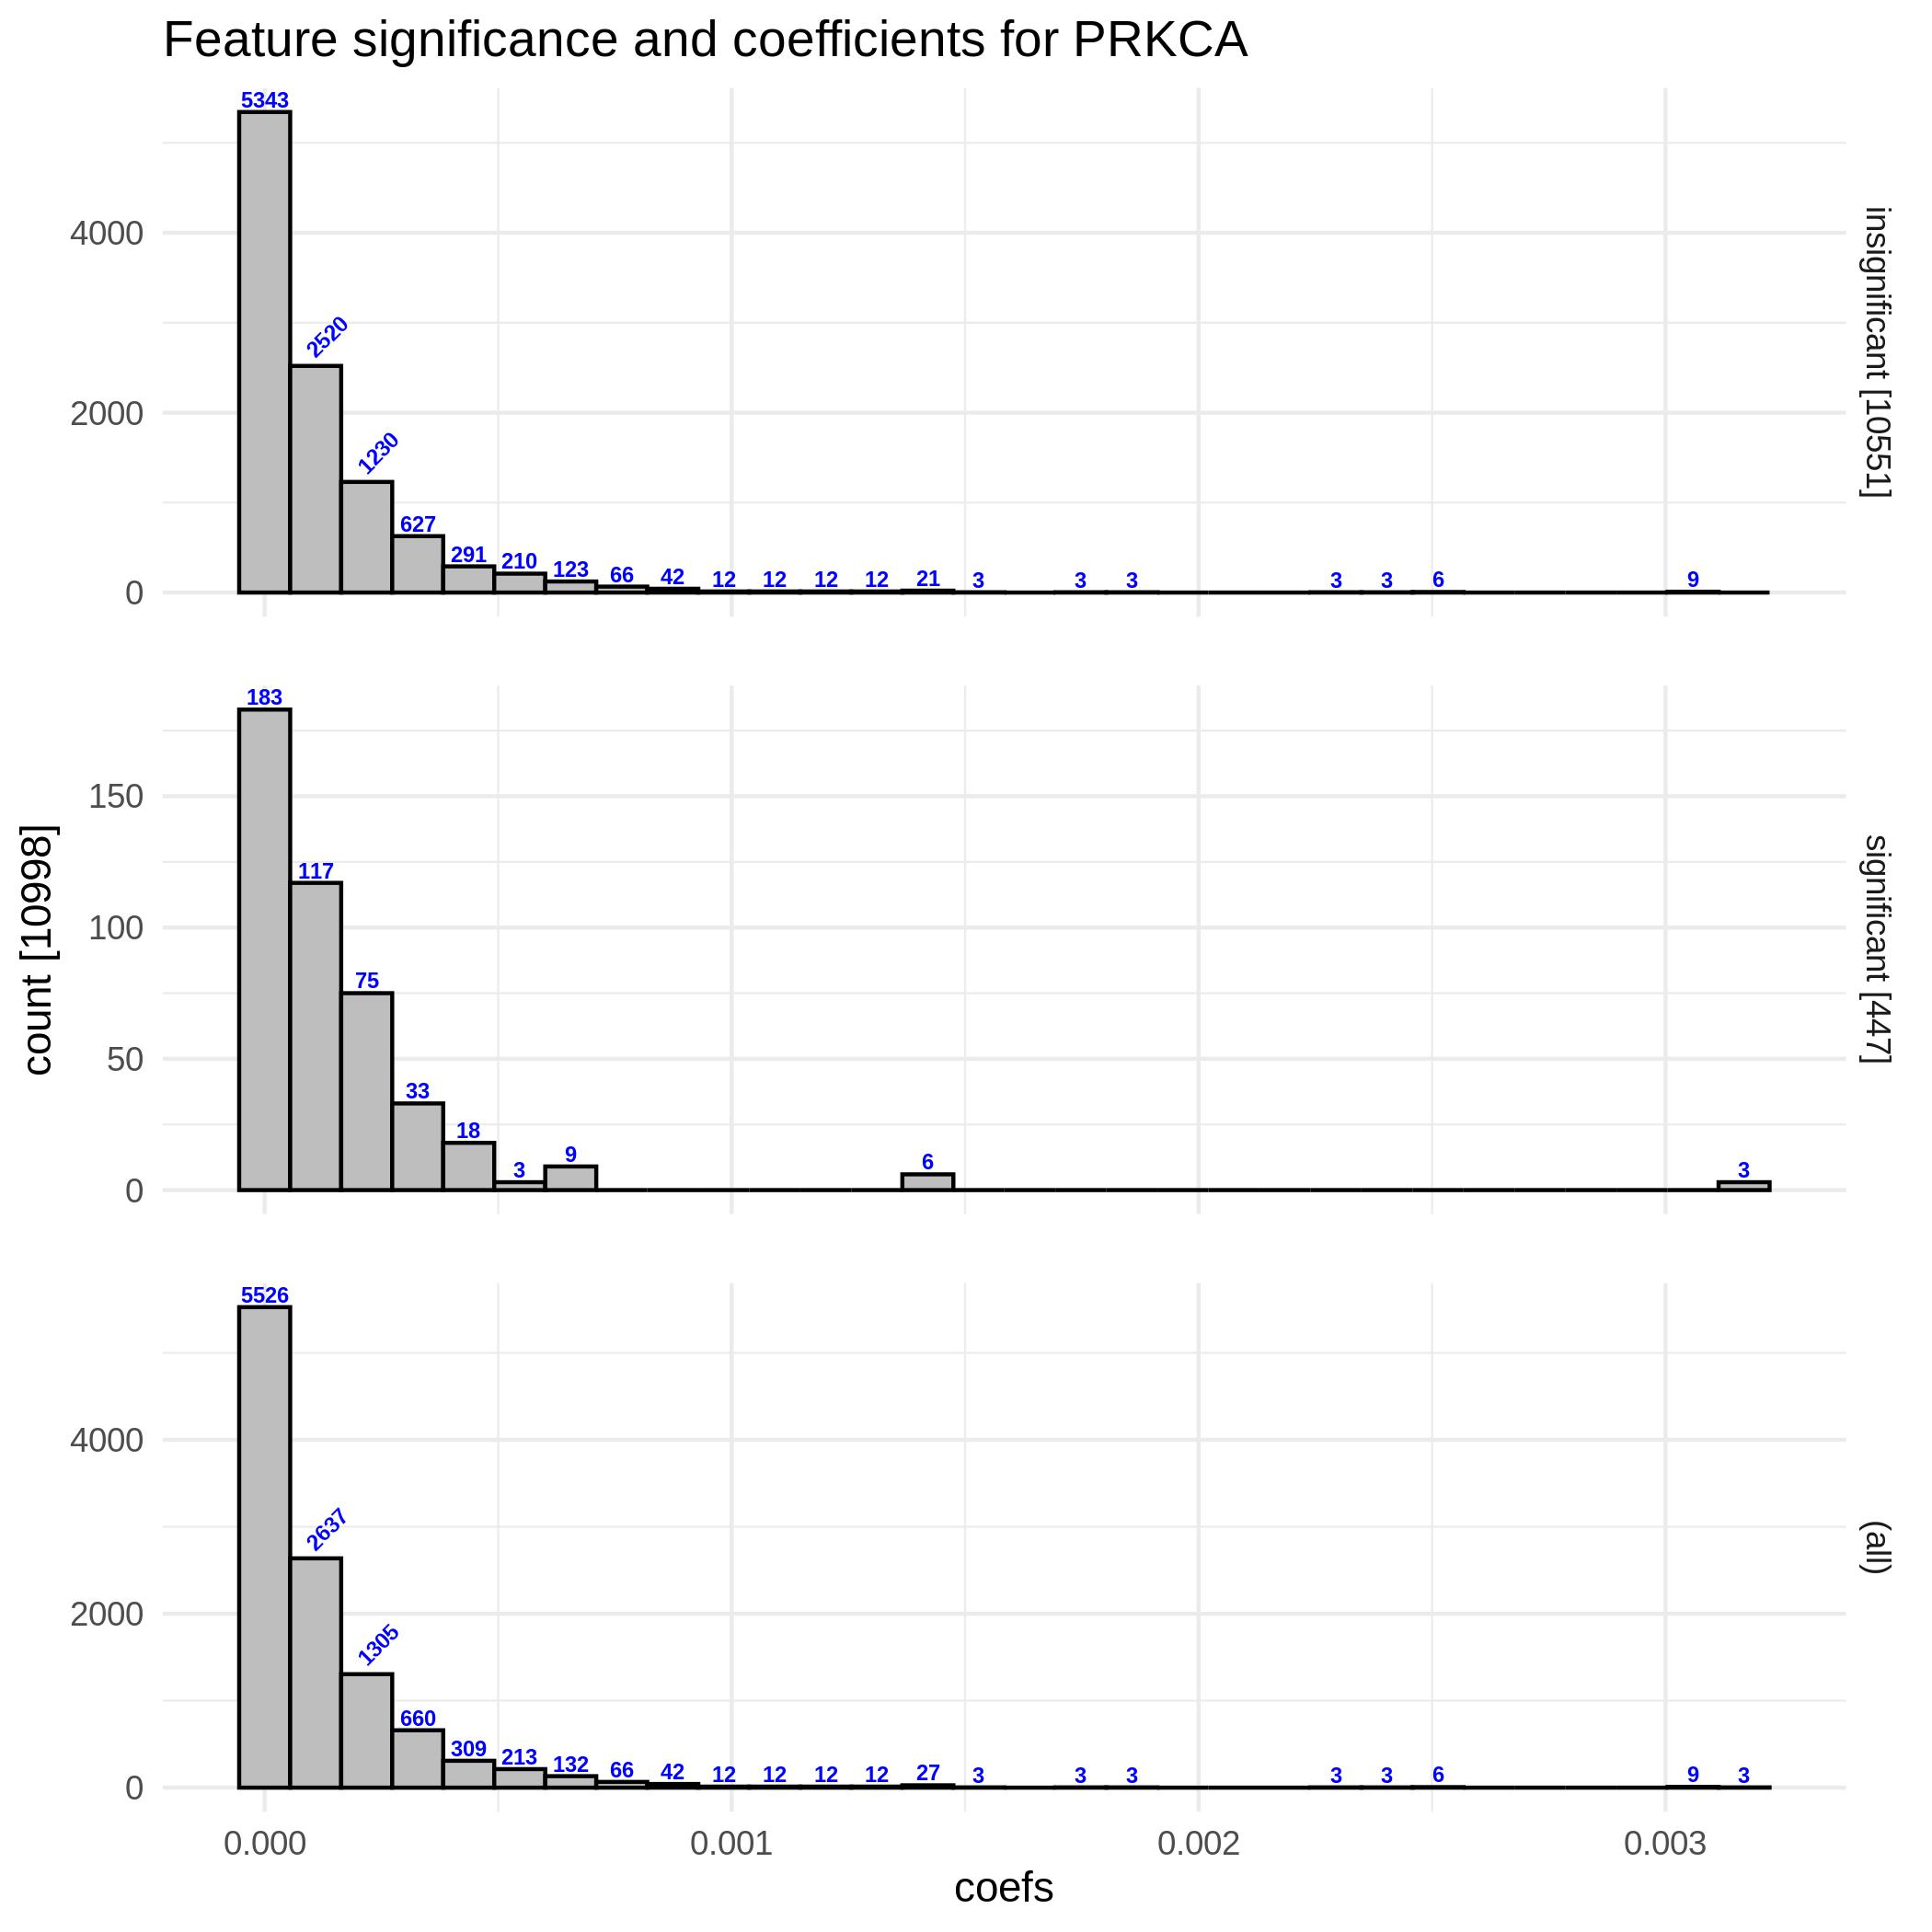 Feature significance and coefficients for PRKCA
5343
2520
1230
627 291 210 123 66 42 12 12 12 12 21 3 3 3 3 3 6 9
4000
2000
0
insignificant [10551]
183
117
75
33
18
3
9
6
3
150
100
50
0
significant [447]
count [10998]
5526
2637
1305
660 309 213 132 66 42 12 12 12 12 27 3 3 3 3 3 6 9 3
4000
2000
0
(all)
0.000 0.001 0.002 0.003
coefs